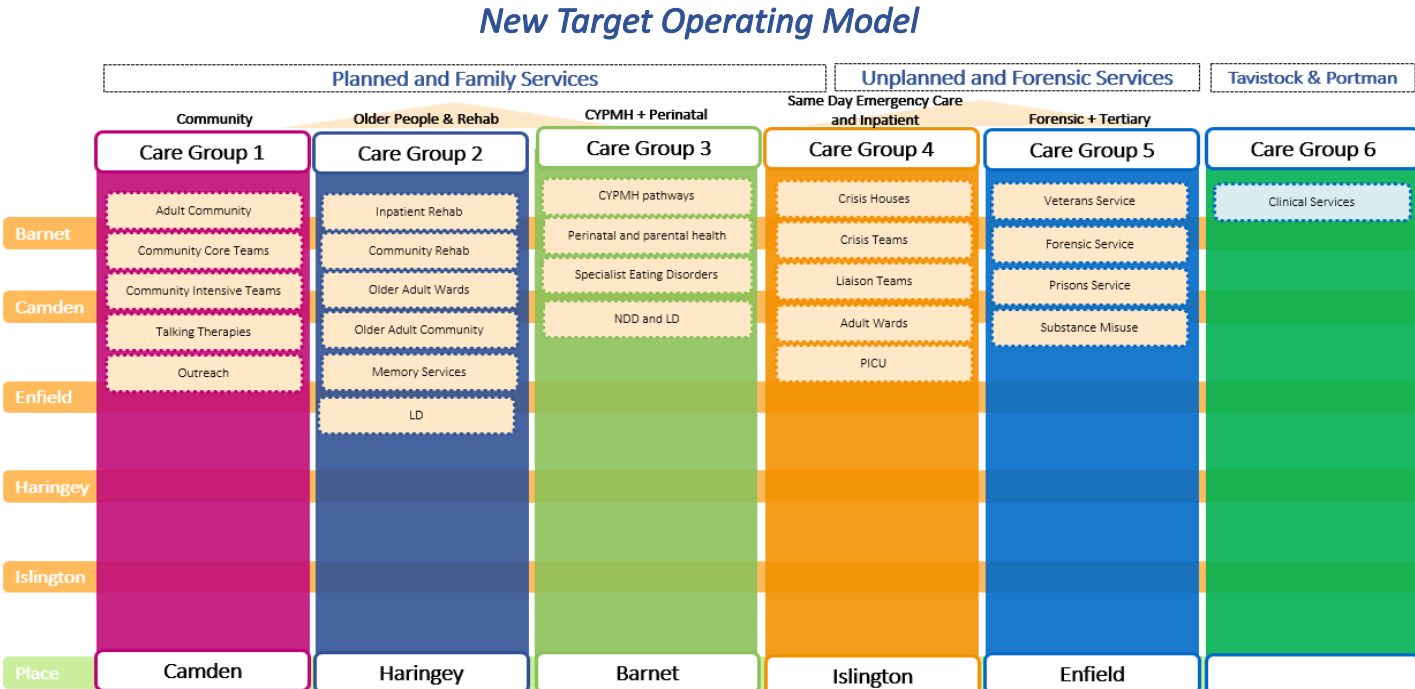 New Target Operating Model
Planned and Family Services
Unplanned and Forensic Services
Tavistock & Portman
Community
Older People & Rehab
CYPMH + Perinatal
Same Day Emergency Care
and Inpatient
Forensic + Tertiary
Care Group 1
Care Group 2
Care Group 3
Care Group 4
Care Group 5
Care Group 6
Adult Community
Community Core Teams
Community Intensive Teams
Talking Therapies
Outreach
Inpatient Rehab
Community Rehab
Older Adult Wards
Older Adult Community
Memory Services
LD
CYPMH pathways
Perinatal and parental health
Specialist Eating Disorders
NDD and LD
Crisis Houses
Crisis Teams
Liaison Teams
Adult Wards
PICU
Veterans Service
Forensic Service
Prisons Service
Substance Misuse
Clinical Services
Barnet
Camden
Enfield
Haringey
Islington
Place
Camden
Haringey
Barnet
Islington
Enfield